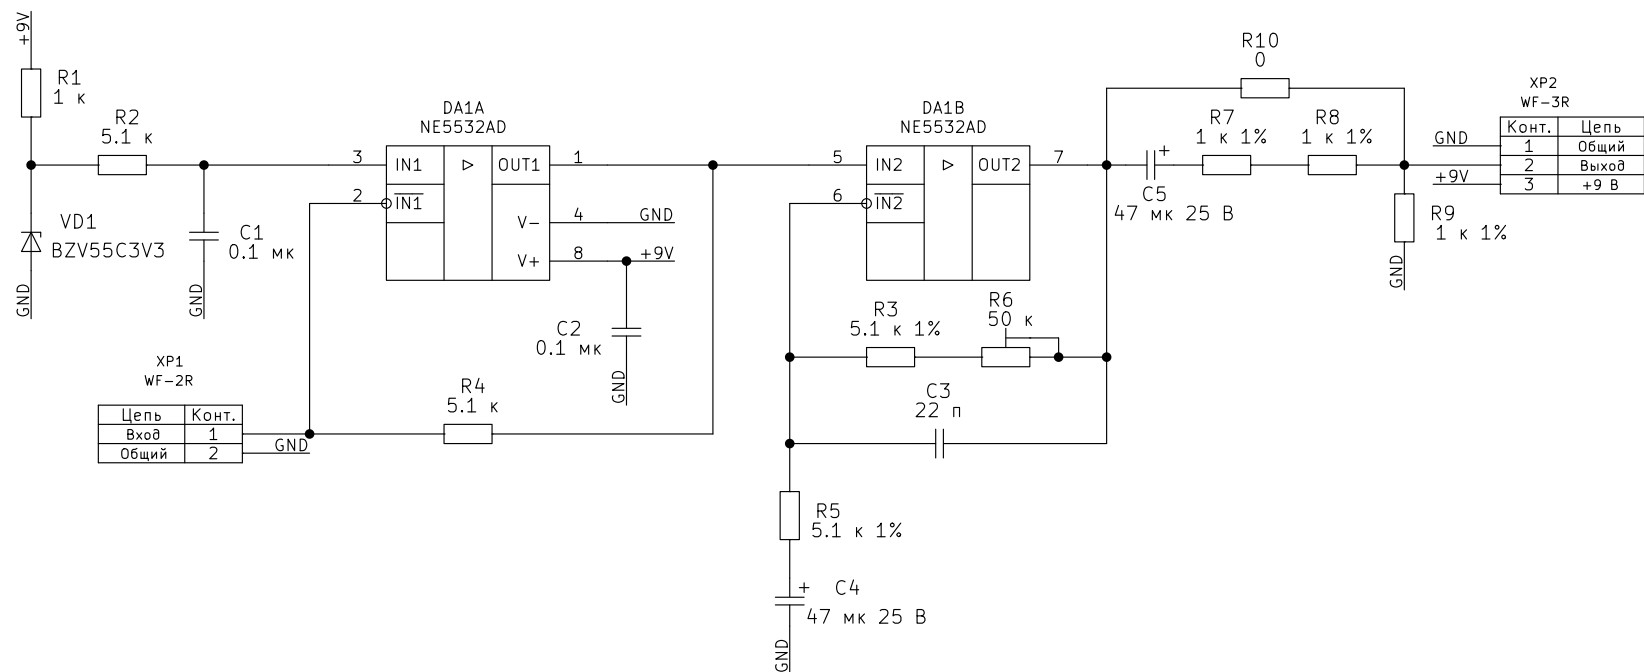 +9V
R1
1 к
R2
5.1 к
VD1
BZV55C3V3
GND
C1
0.1 мк
GND
DA1A
NE5532AD
3
IN1
▷
OUT1
1
2
IN1
V-
4
GND
V+
8
+9V
C2
0.1 мк
GND
XP1
WF-2R
Цепь Конт.
Вход 1
Общий 2
GND
R4
5.1 к
DA1B
NE5532AD
5
IN2
▷
OUT2
7
6
IN2
R3
5.1 к 1%
R6
50 к
C3
22 п
R5
5.1 к 1%
+ C4
47 мк 25 В
GND
R10
0
+
C5
47 мк 25 В
R7
1 к 1%
R8
1 к 1%
R9
1 к 1%
GND
XP2
WF-3R
Конт. Цепь
GND 1 Общий
2 Выход
+9V 3 +9 В